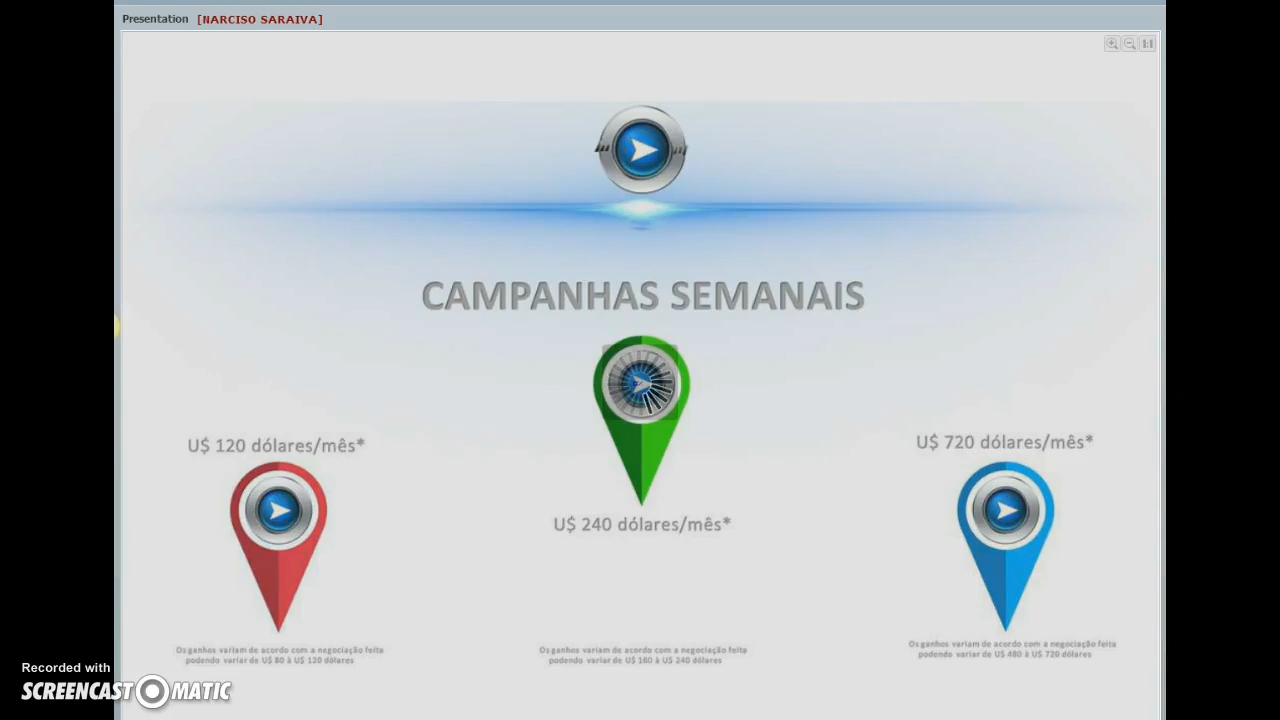 Presentation [NARCISO SARAIVA]
CAMPANHAS SEMANAIS
U$ 120 dólares/mês*
U$ 720 dólares/mês*
U$ 240 dólares/mês*
Os ganhos variam de acordo com a negociação feita
podendo variar de U$ 80 à U$ 120 dólares
Os ganhos variam de acordo com a negociação feita
podendo variar de U$ 160 à U$ 240 dólares
Os ganhos variam de acordo com a negociação feita
podendo variar de U$ 480 à U$ 720 dólares
Recorded with
SCREENCAST-O-MATIC